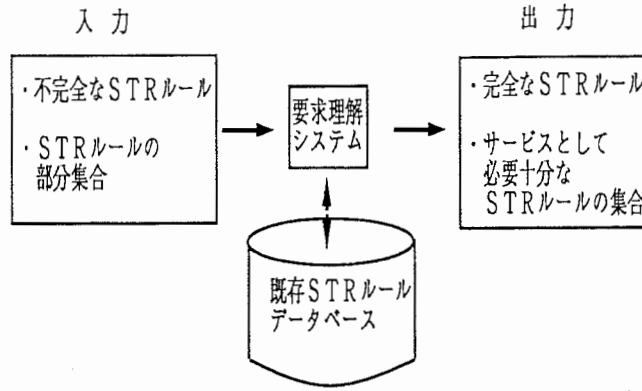 入力
出力
・不完全なSTRルール
・STRルールの
部分集合
要求理解
システム
・完全なSTRルール
・サービスとして
必要十分な
STRルールの集合
既存STRルール
データベース